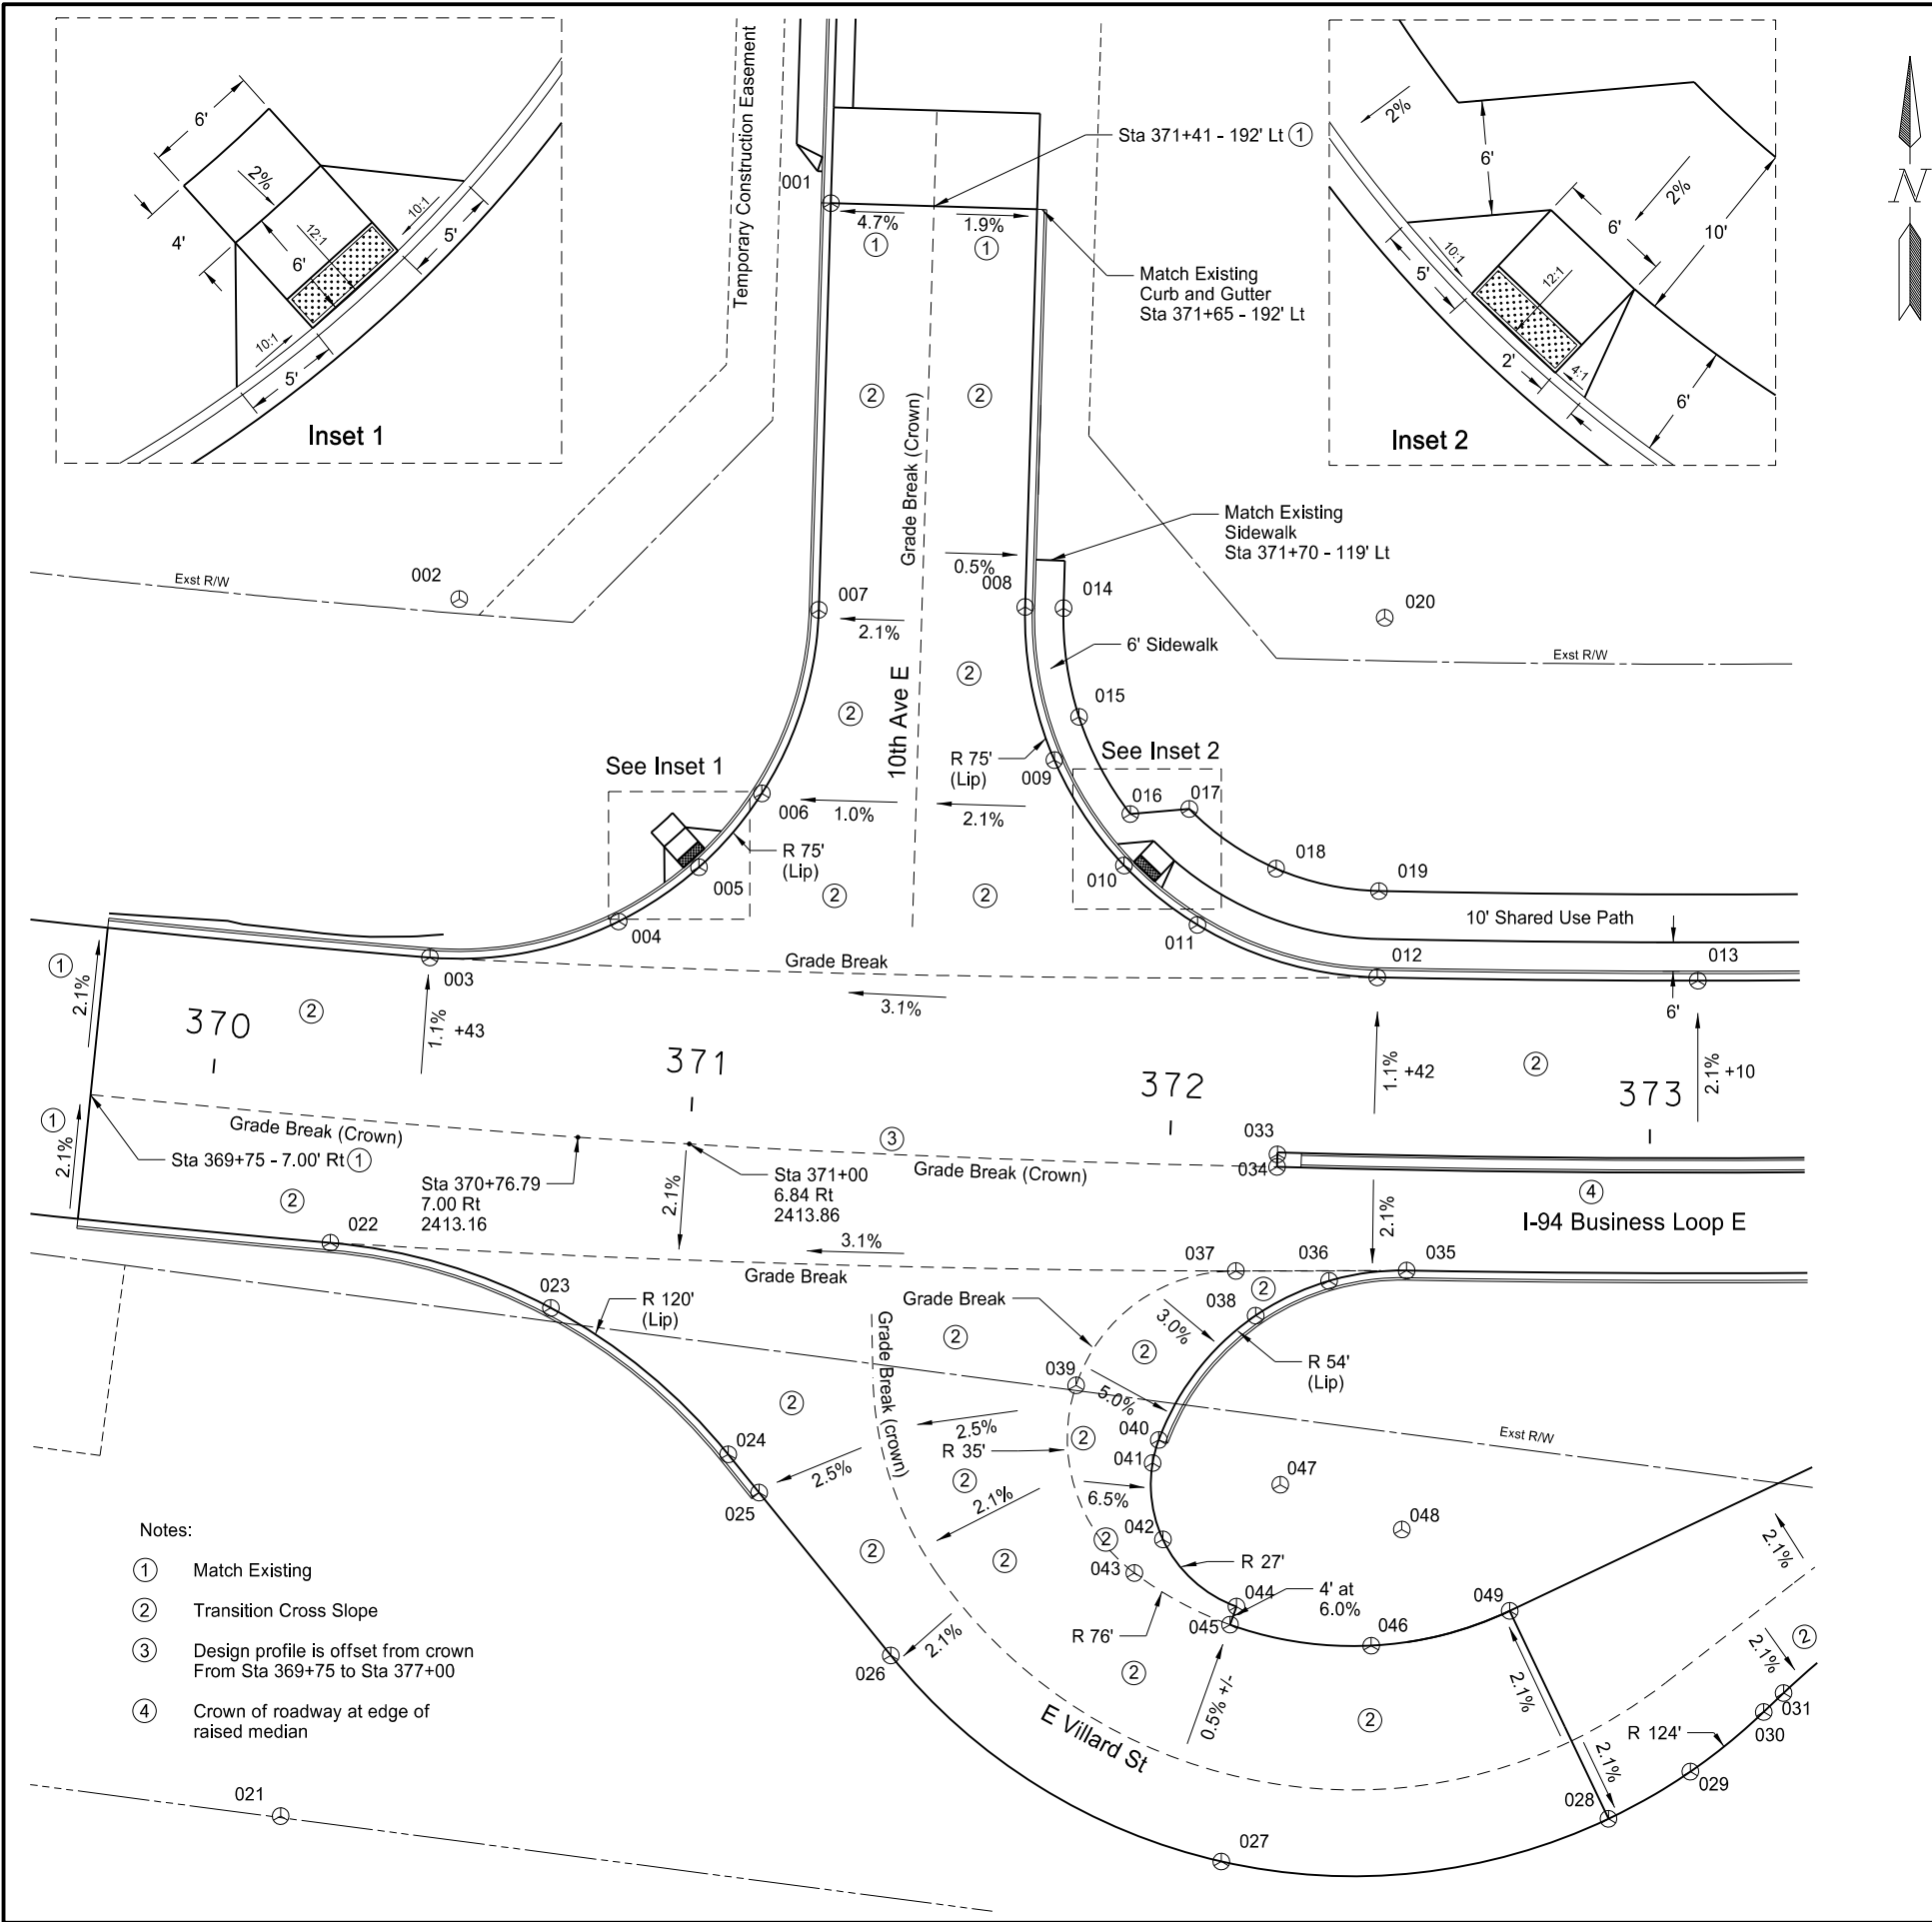 6'
2%
10:1
12:1
5'
4'
6'
10:1
5'
Inset 1
Temporary Construction Easement
001
4.7%
1
1.9%
1
Sta 371+41 - 192' Lt 1
Match Existing
Curb and Gutter
Sta 371+65 - 192' Lt
2%
6'
2%
6'
10'
10:1
12:1
5'
2'
4:1
6'
Inset 2
N
2
2
Grade Break (Crown)
Match Existing
Sidewalk
Sta 371+70 - 119' Lt
Exst R/W
002
0.5%
007
008
014
020
2.1%
6' Sidewalk
Exst R/W
2
2
015
10th Ave E
See Inset 1
R 75'
(Lip)
009
See Inset 2
006
1.0%
2.1%
016
017
R 75'
(Lip)
005
010
018
019
2
2
004
011
10' Shared Use Path
Grade Break
012
013
1
2.1%
003
3.1%
6'
370
2
1.1% +43
371
372
1.1% +42
2
373
2.1% +10
1
2.1%
Grade Break (Crown)
3
033
Sta 369+75 - 7.00' Rt 1
Grade Break (Crown)
034
Sta 370+76.79
7.00 Rt
2413.16
2.1%
Sta 371+00
6.84 Rt
2413.86
2
4
I-94 Business Loop E
2.1%
022
3.1%
Grade Break
037
036
035
023
R 120'
(Lip)
Grade Break
038
2
3.0%
Grade Break (crown)
2
2
R 54'
(Lip)
039
5.0%
2
2.5%
040
Exst R/W
024
R 35'
2
041
2.5%
2
047
2.1%
6.5%
025
042
048
2
2
2
043
R 27'
2.1%
044
4' at
6.0%
049
045
R 76'
046
2.1%
2.1%
2
026
2
0.5% +/-
2.1%
031
030
E Villard St
2
R 124'
2.1%
029
028
027
021
Notes:
1 Match Existing
2 Transition Cross Slope
3 Design profile is offset from crown
From Sta 369+75 to Sta 377+00
4 Crown of roadway at edge of
raised median